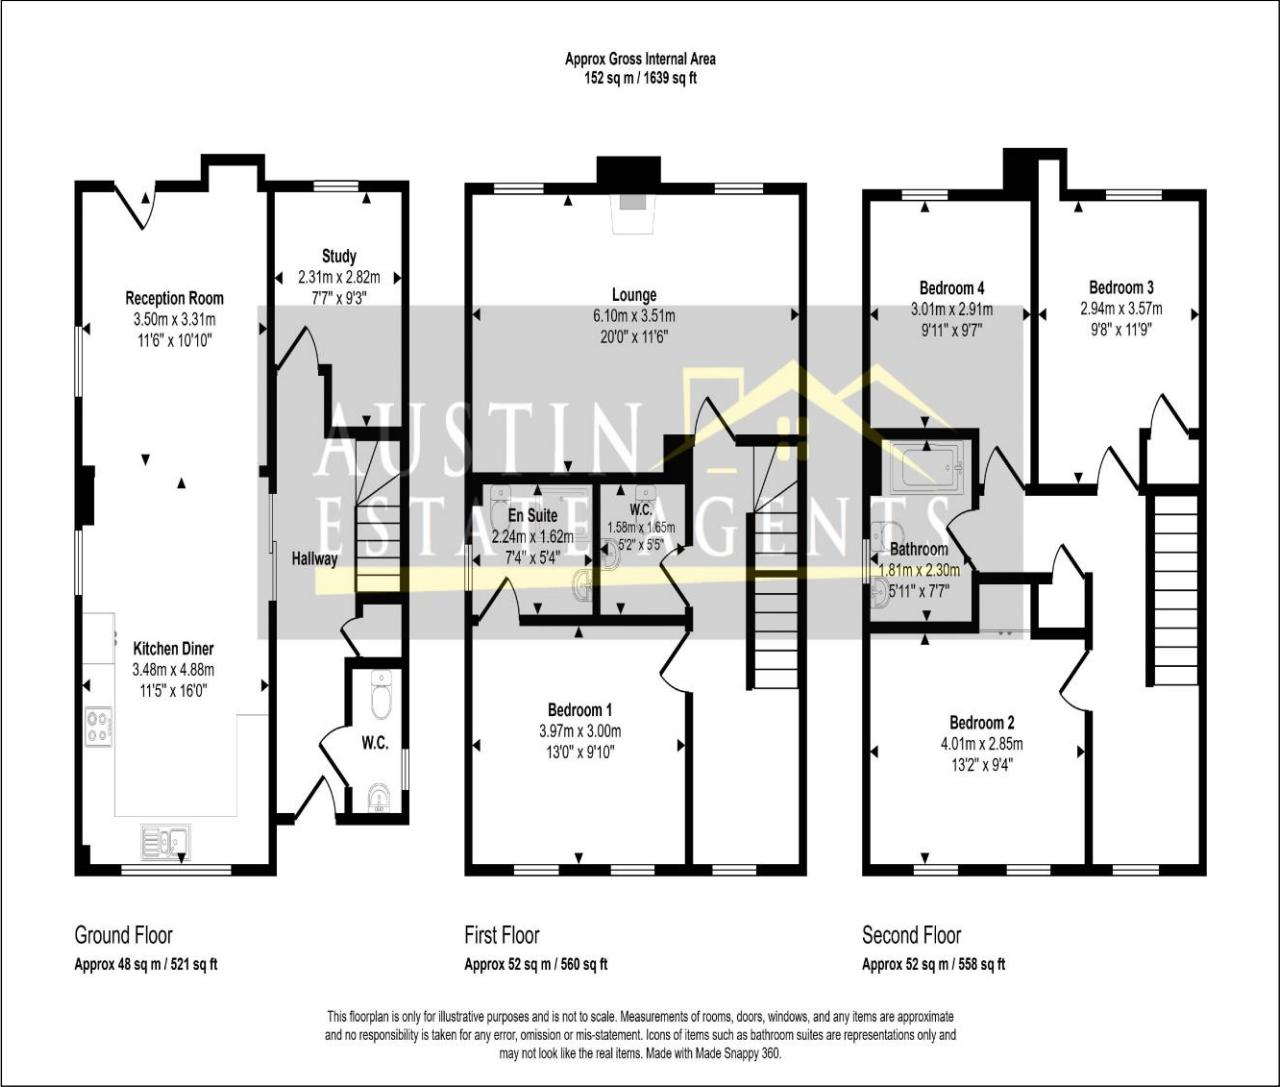 Approx Gross Internal Area
152 sq m / 1639 sq ft
Study
2.31m x 2.82m
7'7" x 9'3"
Reception Room
3.50m x 3.31m
11'6" x 10'10"
Hallway
Kitchen Diner
3.48m x 4.88m
11'5" x 16'0"
W.C.
Lounge
6.10m x 3.51m
20'0" x 11'6"
En Suite
2.24m x 1.62m
7'4" x 5'4"
W.C.
1.58m x 1.65m
5'2" x 5'5"
Bedroom 1
3.97m x 3.00m
13'0" x 9'10"
Bedroom 4
3.01m x 2.91m
9'11" x 9'7"
Bedroom 3
2.94m x 3.57m
9'8" x 11'9"
Bathroom
1.81m x 2.30m
5'11" x 7'7"
Bedroom 2
4.01m x 2.85m
13'2" x 9'4"
AUSTIN
ESTATE AGENTS
Ground Floor
Approx 48 sq m / 521 sq ft
First Floor
Approx 52 sq m / 560 sq ft
Second Floor
Approx 52 sq m / 558 sq ft
This floorplan is only for illustrative purposes and is not to scale. Measurements of rooms, doors, windows, and any items are approximate
and no responsibility is taken for any error, omission or mis-statement. Icons of items such as bathroom suites are representations only and
may not look like the real items. Made with Made Snappy 360.